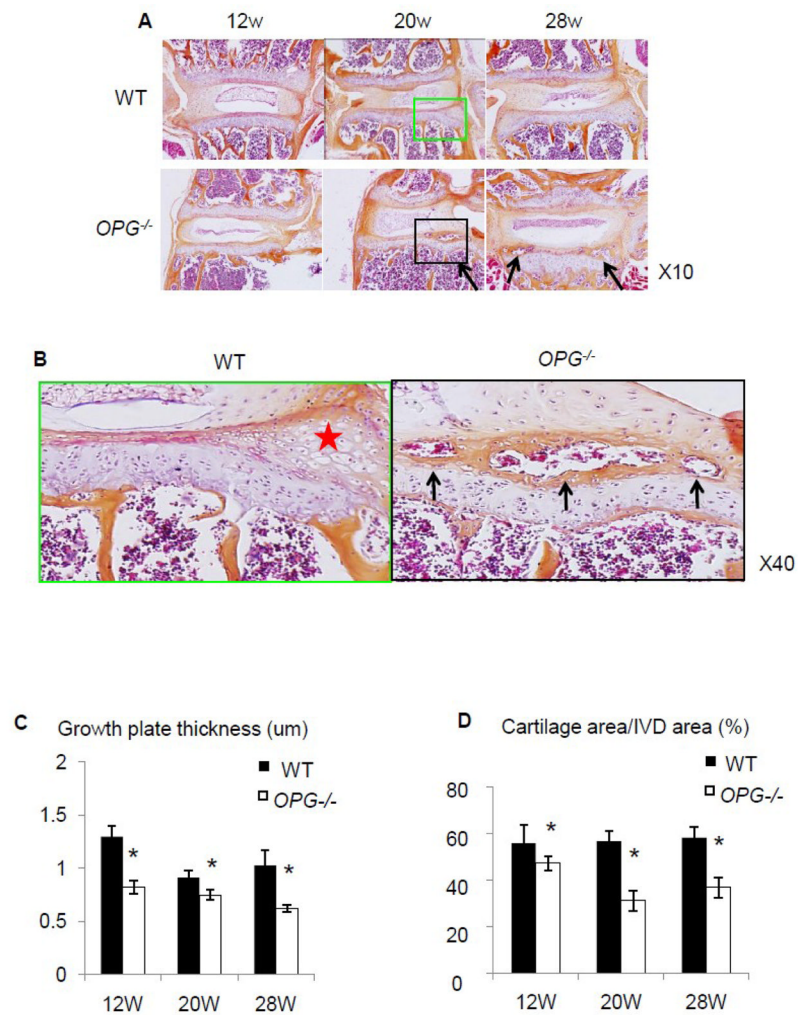 A
12W 20W 28W
WT
OPG-/-
X10
B
WT OPG-/-
X40
C Growth plate thickness (um)
WT
OPG-/-
2
1.5
1
0.5
0
* * *
12W 20W 28W
D Cartilage area/IVD area (%)
WT
OPG-/-
80
60
40
20
0
* * *
12W 20W 28W